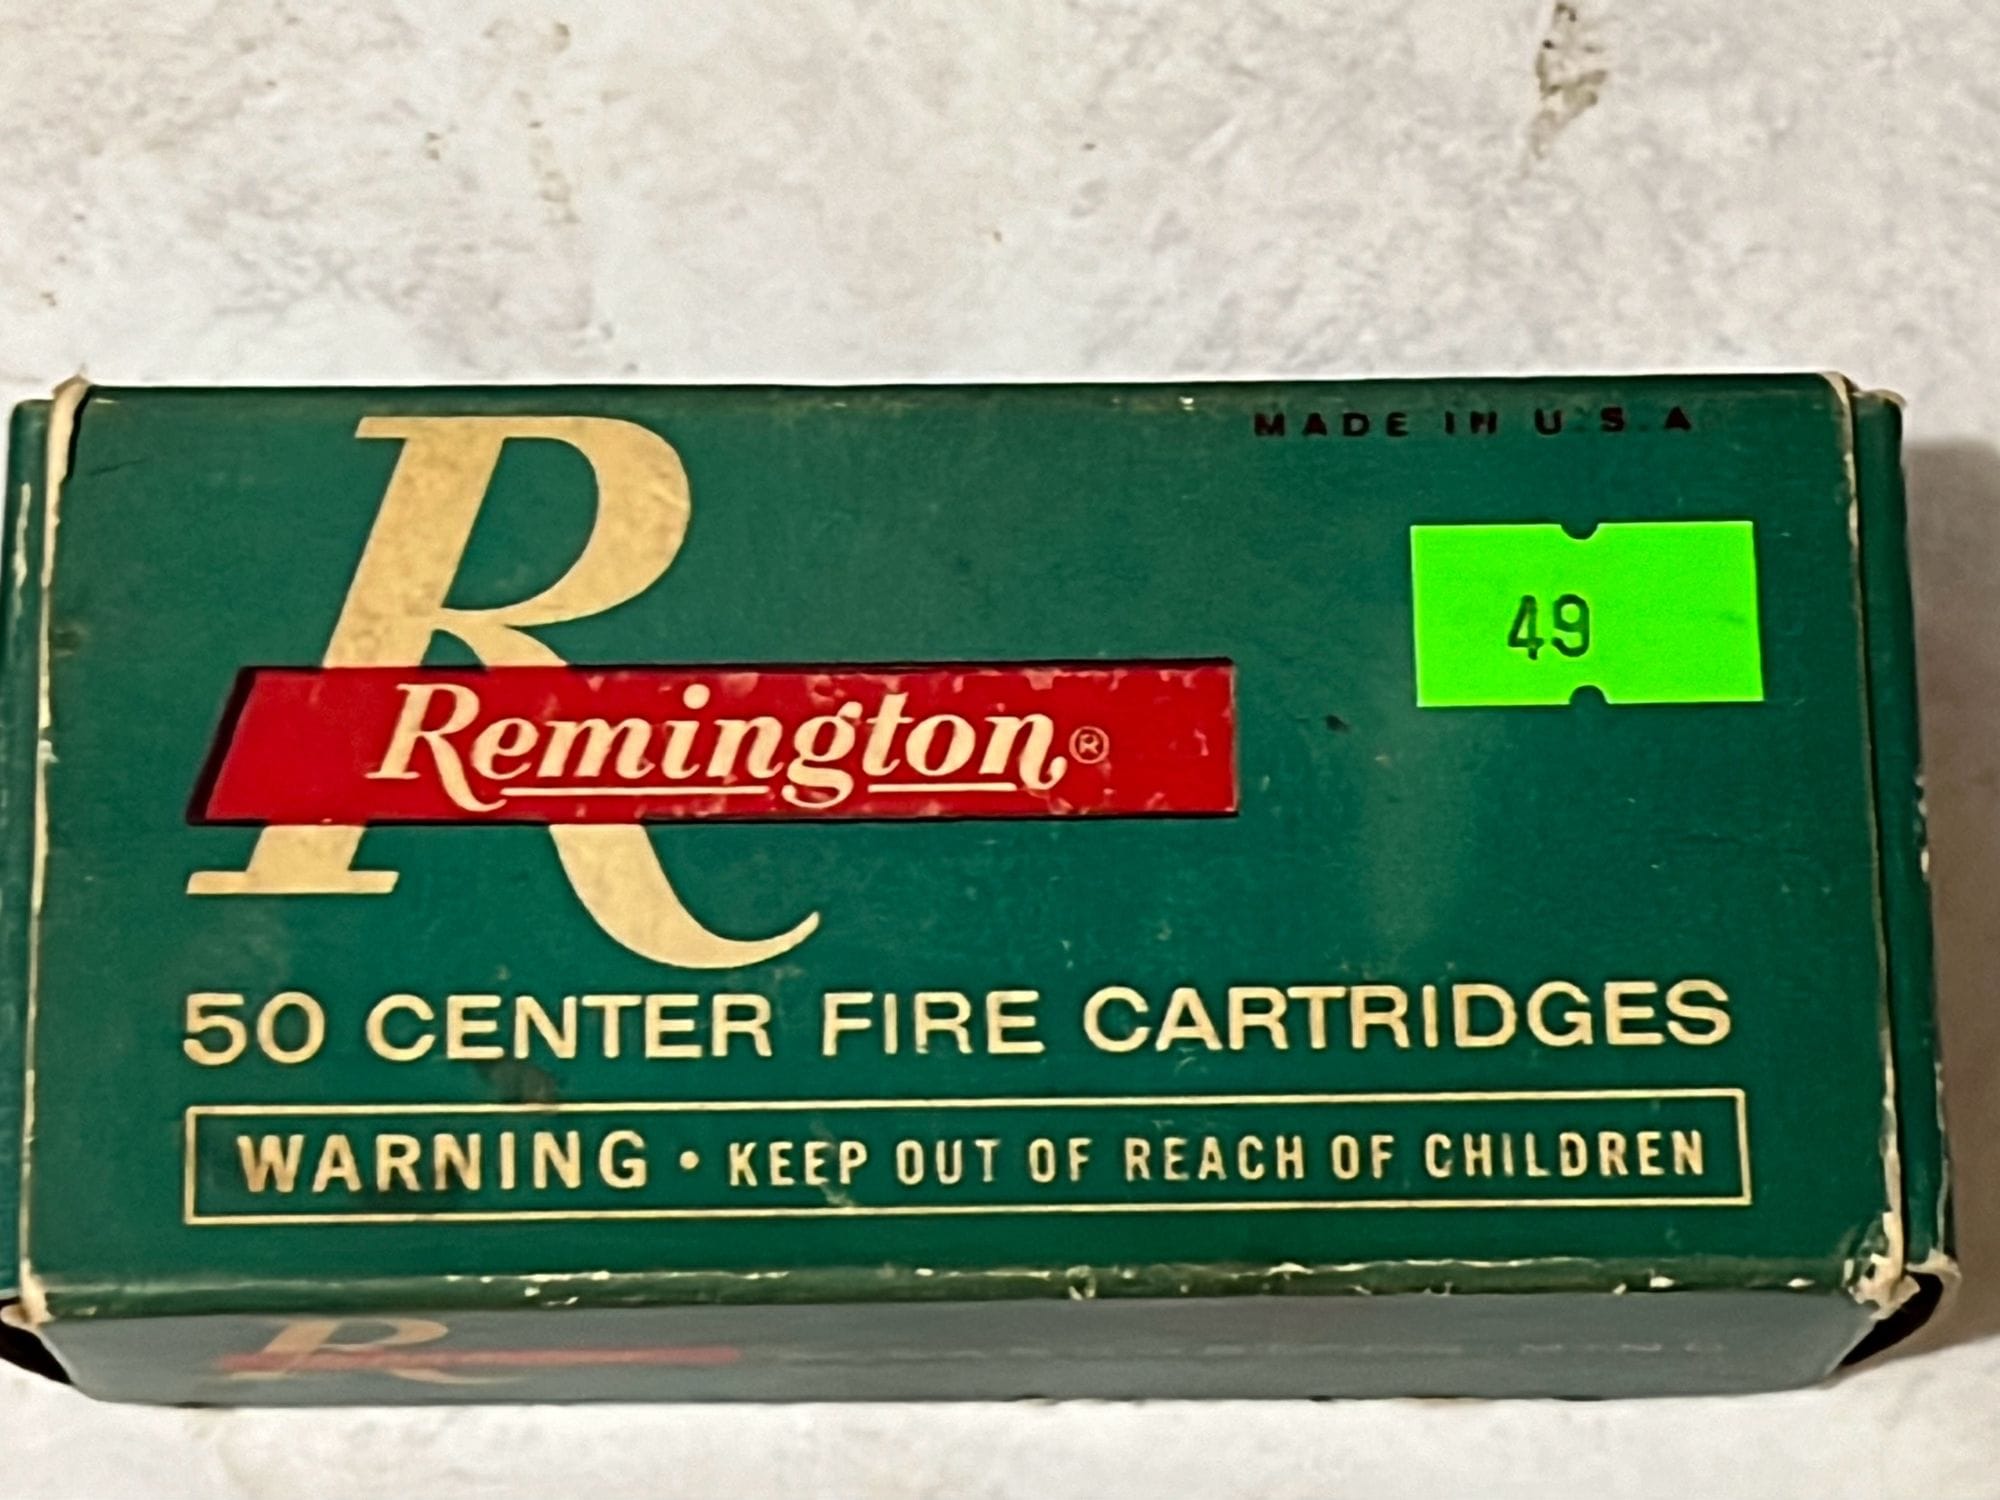 MADE IN U.S.A
R
49
Remington®
50 CENTER FIRE CARTRIDGES
WARNING • KEEP OUT OF REACH OF CHILDREN
R